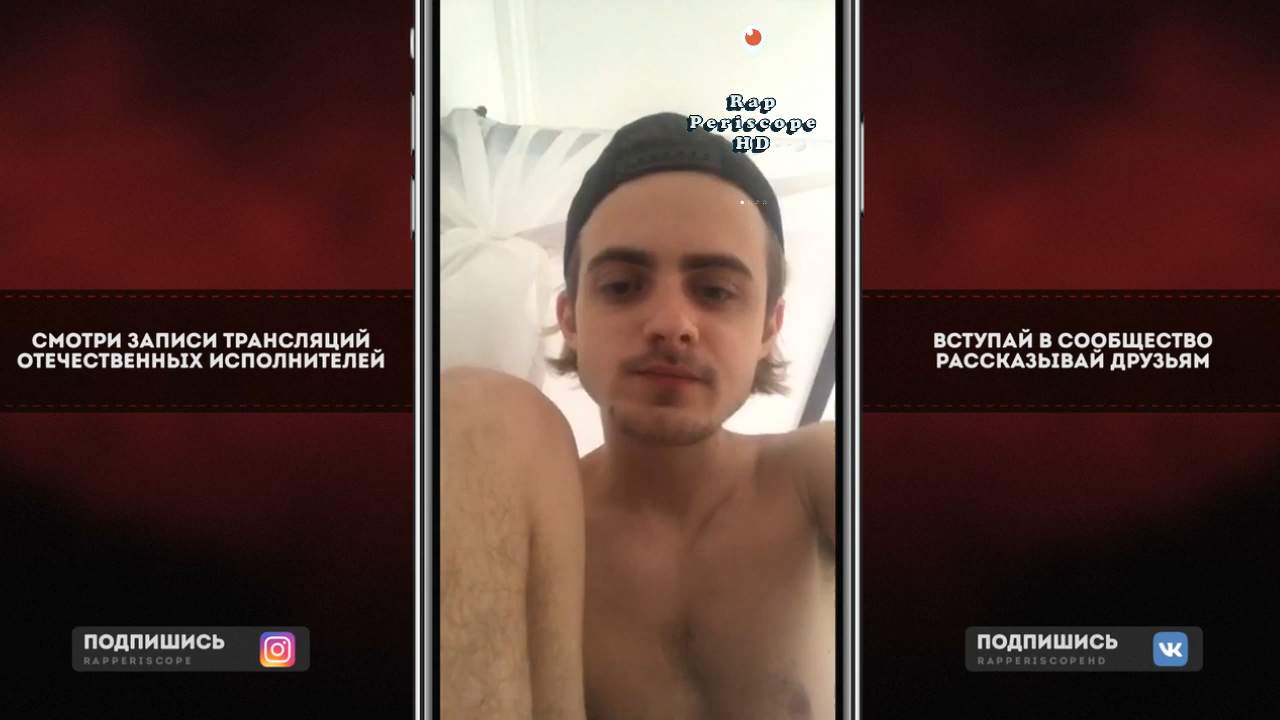 Rap
Periscope
HD
СМОТРИ ЗАПИСИ ТРАНСЛЯЦИЙ
ОТЕЧЕСТВЕННЫХ ИСПОЛНИТЕЛЕЙ
ВСТУПАЙ В СООБЩЕСТВО
РАССКАЗЫВАЙ ДРУЗЬЯМ
ПОДПИШИСЬ
RAPPERISCOPE
ПОДПИШИСЬ
RAPPERISCOPEHD